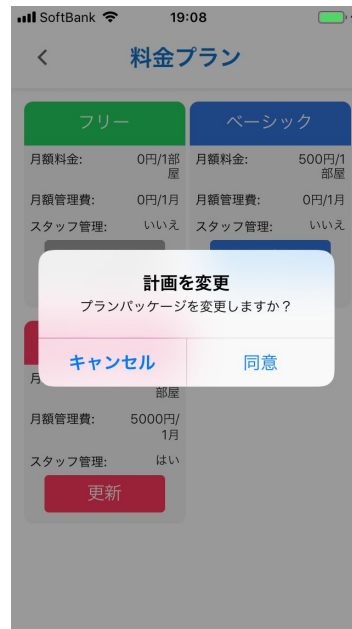 SoftBank 19:08
料金プラン
フリー
ベーシック
月額料金: 0円/1部屋
月額料金: 500円/1部屋
月額管理費: 0円/1月
月額管理費: 0円/1月
スタッフ管理: いいえ
スタッフ管理: いいえ
計画を変更
プランパッケージを変更しますか？
キャンセル
同意
月
部屋
月額管理費: 5000円/1月
スタッフ管理: はい
更新